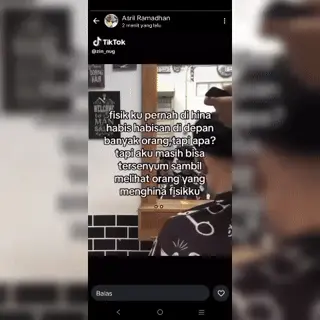 Asril Ramadhan
2 menit yang lalu
TikTok
@zin_mg
WELCOME
fisik ku pernah di hina
habis habisan di depan
banyak orang,tapi apa?
tapi aku masih bisa
tersenyum sambil
melihat orang yang
menghina fisikku
Balas